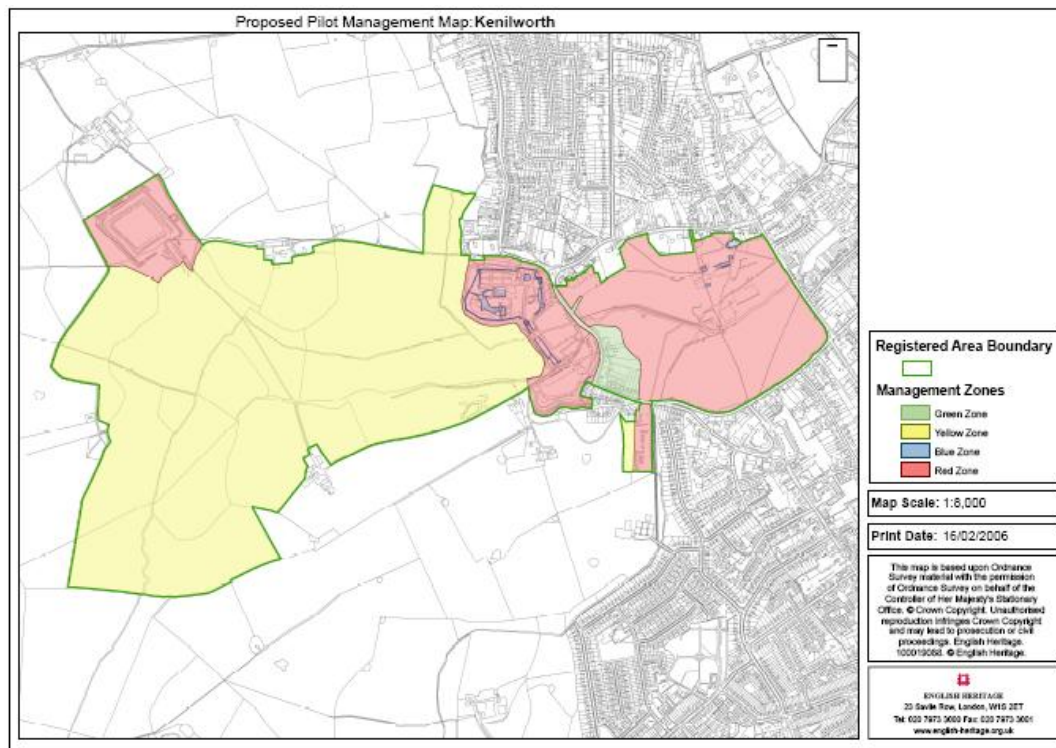 Proposed Pilot Management Map: Kenilworth
Registered Area Boundary
Management Zones
Green Zone
Yellow Zone
Blue Zone
Red Zone
Map Scale: 1:8,000
Print Date: 16/02/2006
This map is based upon Ordnance
Survey material with the permission
of Ordnance Survey on behalf of the
Controller of Her Majesty's Stationary
Office. © Crown Copyright. Unauthorised
reproduction infringes Crown Copyright
and may lead to prosecution or civil
proceedings. English Heritage.
100019088. © English Heritage.
ENGLISH HERITAGE
23 Savile Row, London, W1S 2ET
Tel: 020 7973 3000 Fax: 020 7973 3001
www.english-heritage.org.uk